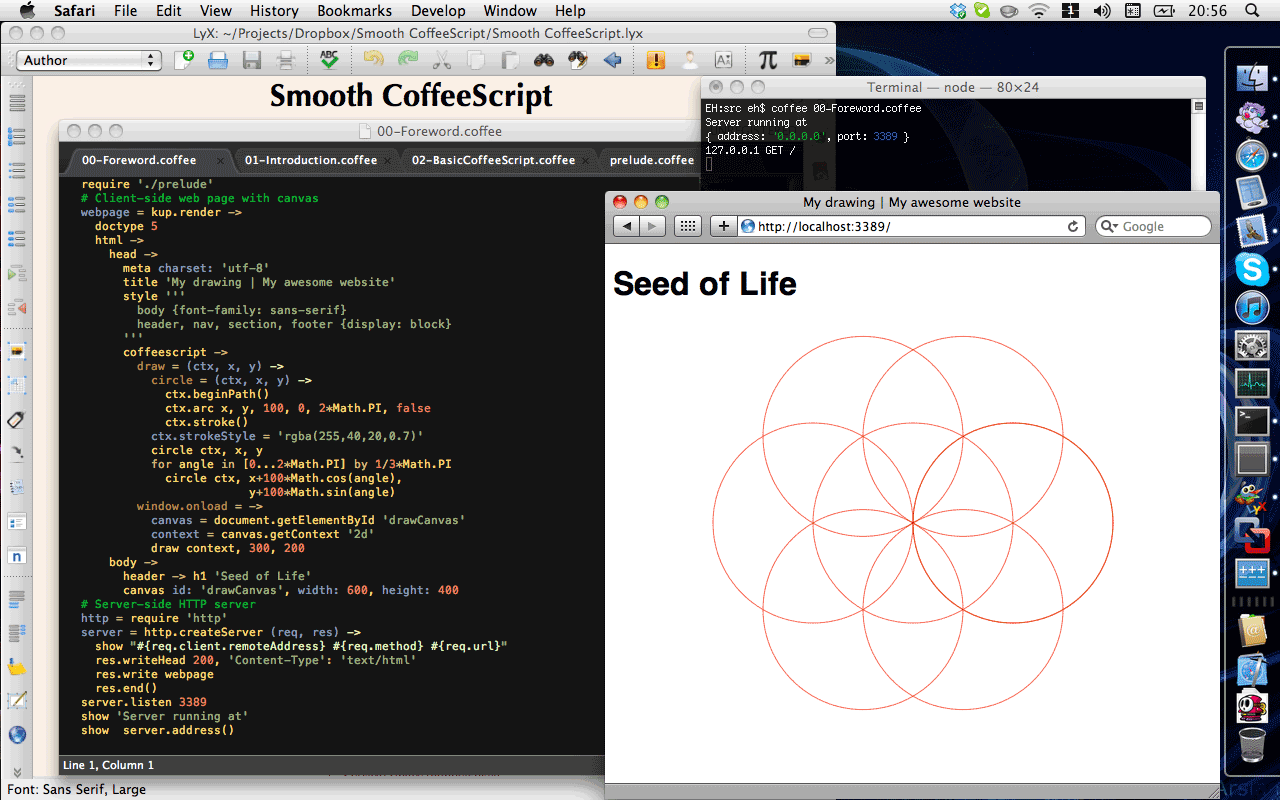 Safari File Edit View History Bookmarks Develop Window Help 1 20:56
LyX: ~/Projects/Dropbox/Smooth CoffeeScript/Smooth CoffeeScript.lyx
Author
ABC
Smooth CoffeeScript
Terminal — node — 80×24
EH:src eh$ coffee 00-Foreword.coffee
Server running at
{ address: '0.0.0.0', port: 3389 }
127.0.0.1 GET /
00-Foreword.coffee
00-Foreword.coffee × 01-Introduction.coffee × 02-BasicCoffeeScript.coffee × prelude.coffee
require './prelude'
# Client-side web page with canvas
webpage = kup.render ->
  doctype 5
  html ->
    head ->
      meta charset: 'utf-8'
      title 'My drawing | My awesome website'
      style '''
        body {font-family: sans-serif}
        header, nav, section, footer {display: block}
      '''
      coffeescript ->
        draw = (ctx, x, y) ->
          circle = (ctx, x, y) ->
            ctx.beginPath()
            ctx.arc x, y, 100, 0, 2*Math.PI, false
            ctx.stroke()
          ctx.strokeStyle = 'rgba(255,40,20,0.7)'
          circle ctx, x, y
          for angle in [0...2*Math.PI] by 1/3*Math.PI
            circle ctx, x+100*Math.cos(angle),
                        y+100*Math.sin(angle)
        window.onload = ->
          canvas = document.getElementById 'drawCanvas'
          context = canvas.getContext '2d'
          draw context, 300, 200
    body ->
      header -> h1 'Seed of Life'
      canvas id: 'drawCanvas', width: 600, height: 400
# Server-side HTTP server
http = require 'http'
server = http.createServer (req, res) ->
  show "#{req.client.remoteAddress} #{req.method} #{req.url}"
  res.writeHead 200, 'Content-Type': 'text/html'
  res.write webpage
  res.end()
server.listen 3389
show 'Server running at'
show  server.address()
Line 1, Column 1
Font: Sans Serif, Large
My drawing | My awesome website
http://localhost:3389/
Google
Seed of Life